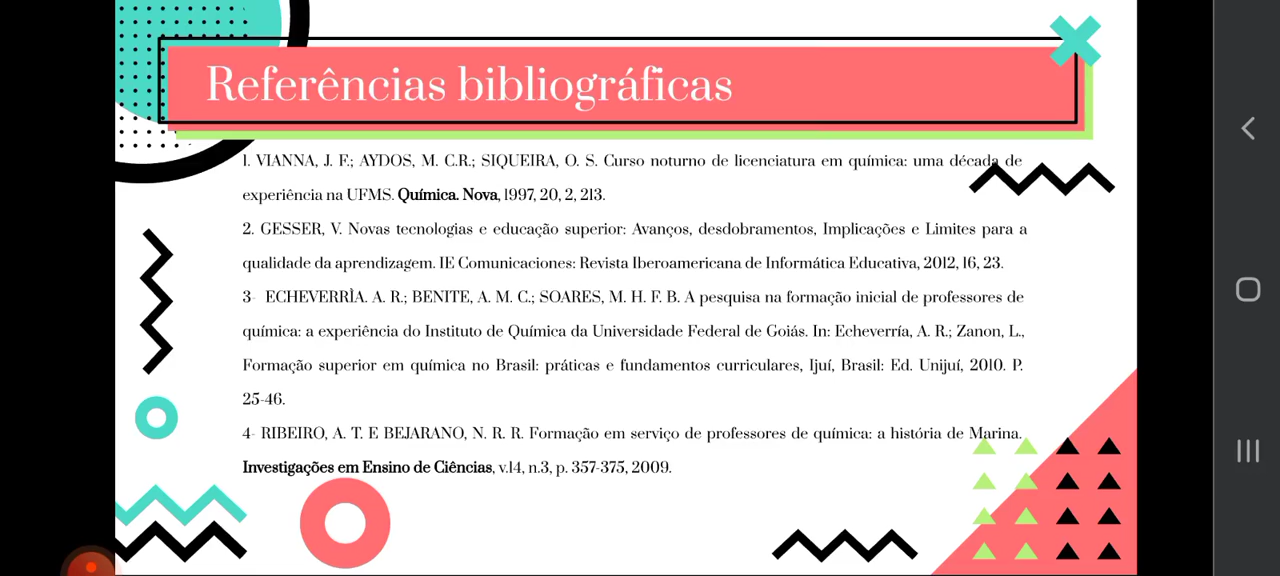 Referências bibliográficas
1. VIANNA, J. F.; AYDOS, M. C.R.; SIQUEIRA, O. S. Curso noturno de licenciatura em química: uma década de
experiência na UFMS. Química. Nova, 1997, 20, 2, 213.
2. GESSER, V. Novas tecnologias e educação superior: Avanços, desdobramentos, Implicações e Limites para a
qualidade da aprendizagem. IE Comunicaciones: Revista Iberoamericana de Informática Educativa, 2012, 16, 23.
3- ECHEVERRÌA. A. R.; BENITE, A. M. C.; SOARES, M. H. F. B. A pesquisa na formação inicial de professores de
química: a experiência do Instituto de Química da Universidade Federal de Goiás. In: Echeverría, A. R.; Zanon, L.,
Formação superior em química no Brasil: práticas e fundamentos curriculares, Ijuí, Brasil: Ed. Unijuí, 2010. P.
25-46.
4- RIBEIRO, A. T. E BEJARANO, N. R. R. Formação em serviço de professores de química: a história de Marina.
Investigações em Ensino de Ciências, v.14, n.3, p. 357-375, 2009.